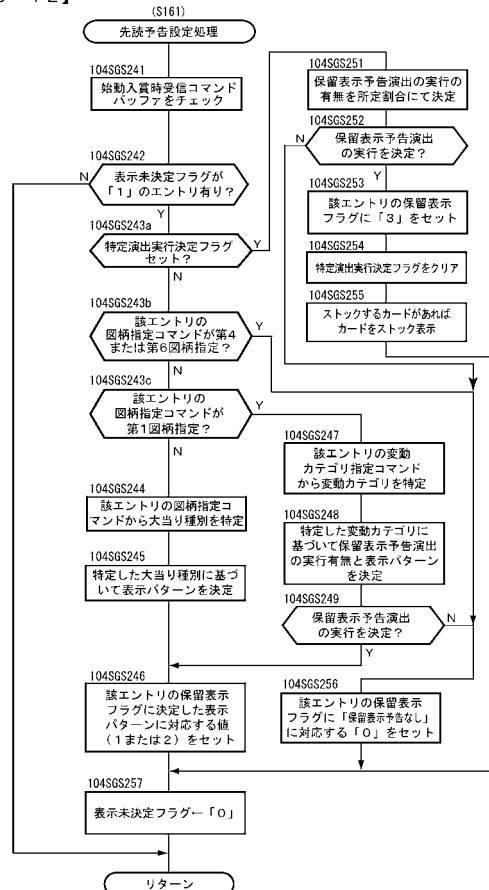 (S161)
先読予告設定処理
104SGS241
始動入賞時受信コマンド
バッファをチェック
104SGS242
表示未決定フラグが
「1」のエントリ有り？
N
Y
104SGS243a
特定演出実行決定フラグ
セット？
Y
N
104SGS243b
該エントリの
図柄指定コマンドが第4
または第6図柄指定？
Y
N
104SGS243c
該エントリの
図柄指定コマンドが
第1図柄指定？
Y
N
104SGS244
該エントリの図柄指定コ
マンドから大当り種別を特定
104SGS245
特定した大当り種別に基づ
いて表示パターンを決定
104SGS246
該エントリの保留表示
フラグに決定した表示
パターンに対応する値
（1または2）をセット
104SGS257
表示未決定フラグ←「0」
リターン
104SGS251
保留表示予告演出の実行の
有無を所定割合にて決定
104SGS252
保留表示予告演出
の実行を決定？
N
Y
104SGS253
該エントリの保留表示
フラグに「3」をセット
104SGS254
特定演出実行決定フラグをクリア
104SGS255
ストックするカードがあれば
カードをストック表示
104SGS247
該エントリの変動
カテゴリ指定コマンド
から変動カテゴリを特定
104SGS248
特定した変動カテゴリに
基づいて保留表示予告演出
の実行有無と表示パターン
を決定
104SGS249
保留表示予告演出
の実行を決定？
N
Y
104SGS256
該エントリの保留表示
フラグに「保留表示予告なし」
に対応する「0」をセット